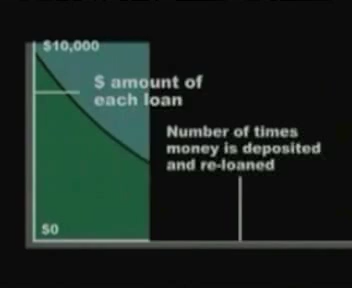 $10,000
$ amount of
each loan
Number of times
money is deposited
and re-loaned
$0